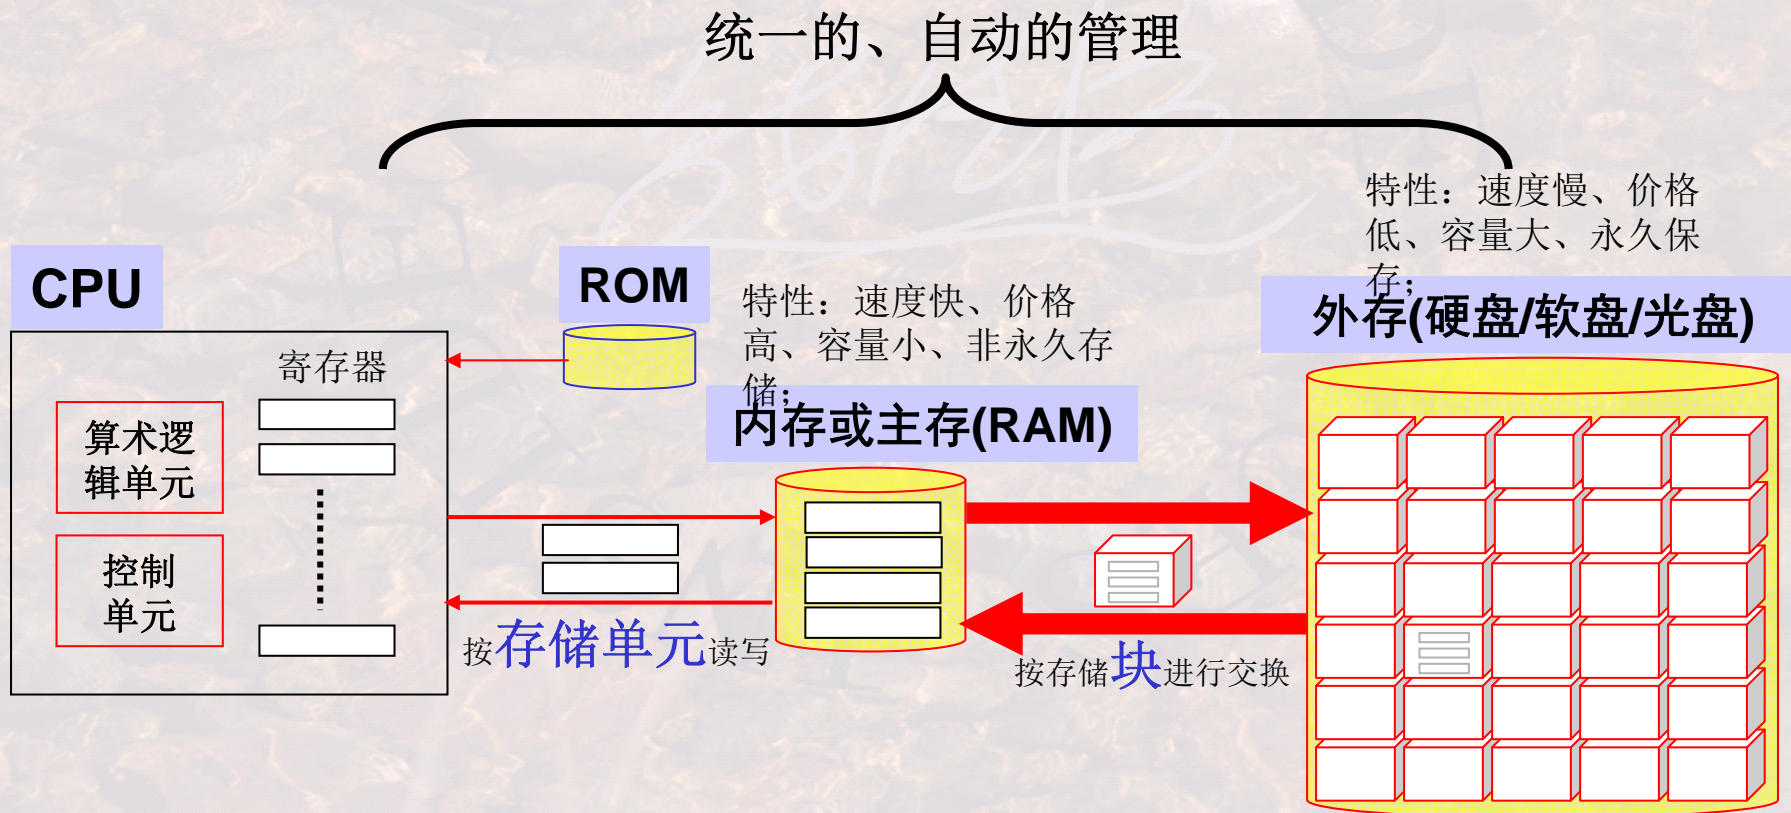 统一的、自动的管理
特性：速度慢、价格
低、容量大、永久保
存；
CPU
ROM
特性：速度快、价格
高、容量小、非永久存
储；
外存(硬盘/软盘/光盘)
寄存器
内存或主存(RAM)
算术逻
辑单元
控制
单元
按存储单元读写
按存储块进行交换